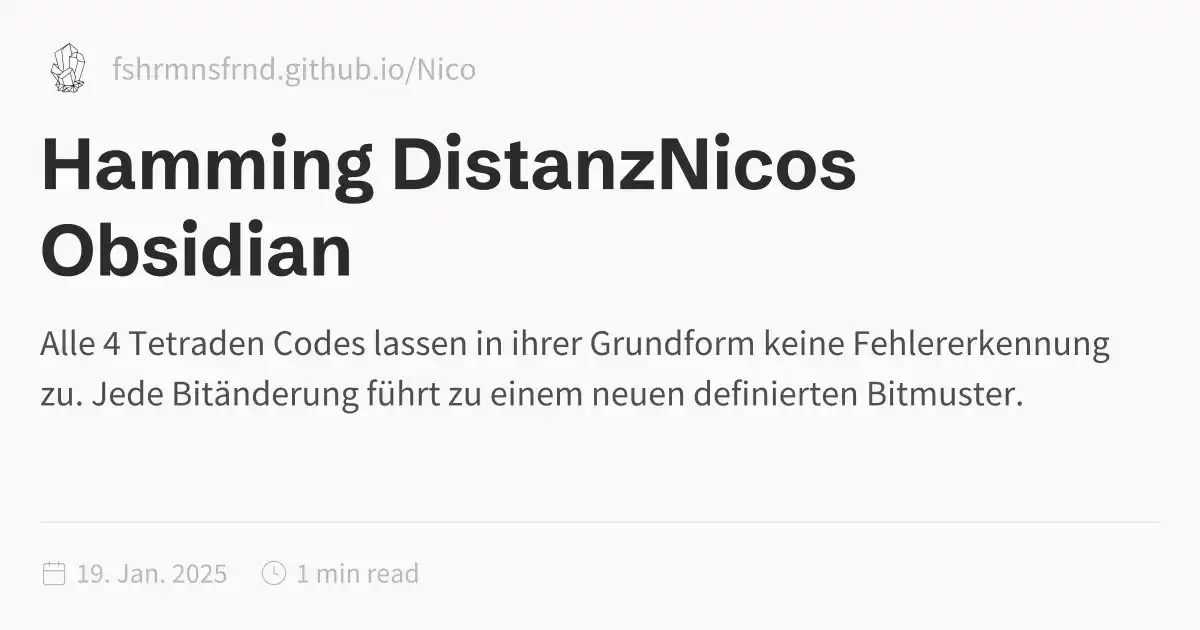 fshrmnsfrnd.github.io/Nico
Hamming DistanzNicos
Obsidian
Alle 4 Tetraden Codes lassen in ihrer Grundform keine Fehlererkennung
zu. Jede Bitänderung führt zu einem neuen definierten Bitmuster.
19. Jan. 2025 1 min read